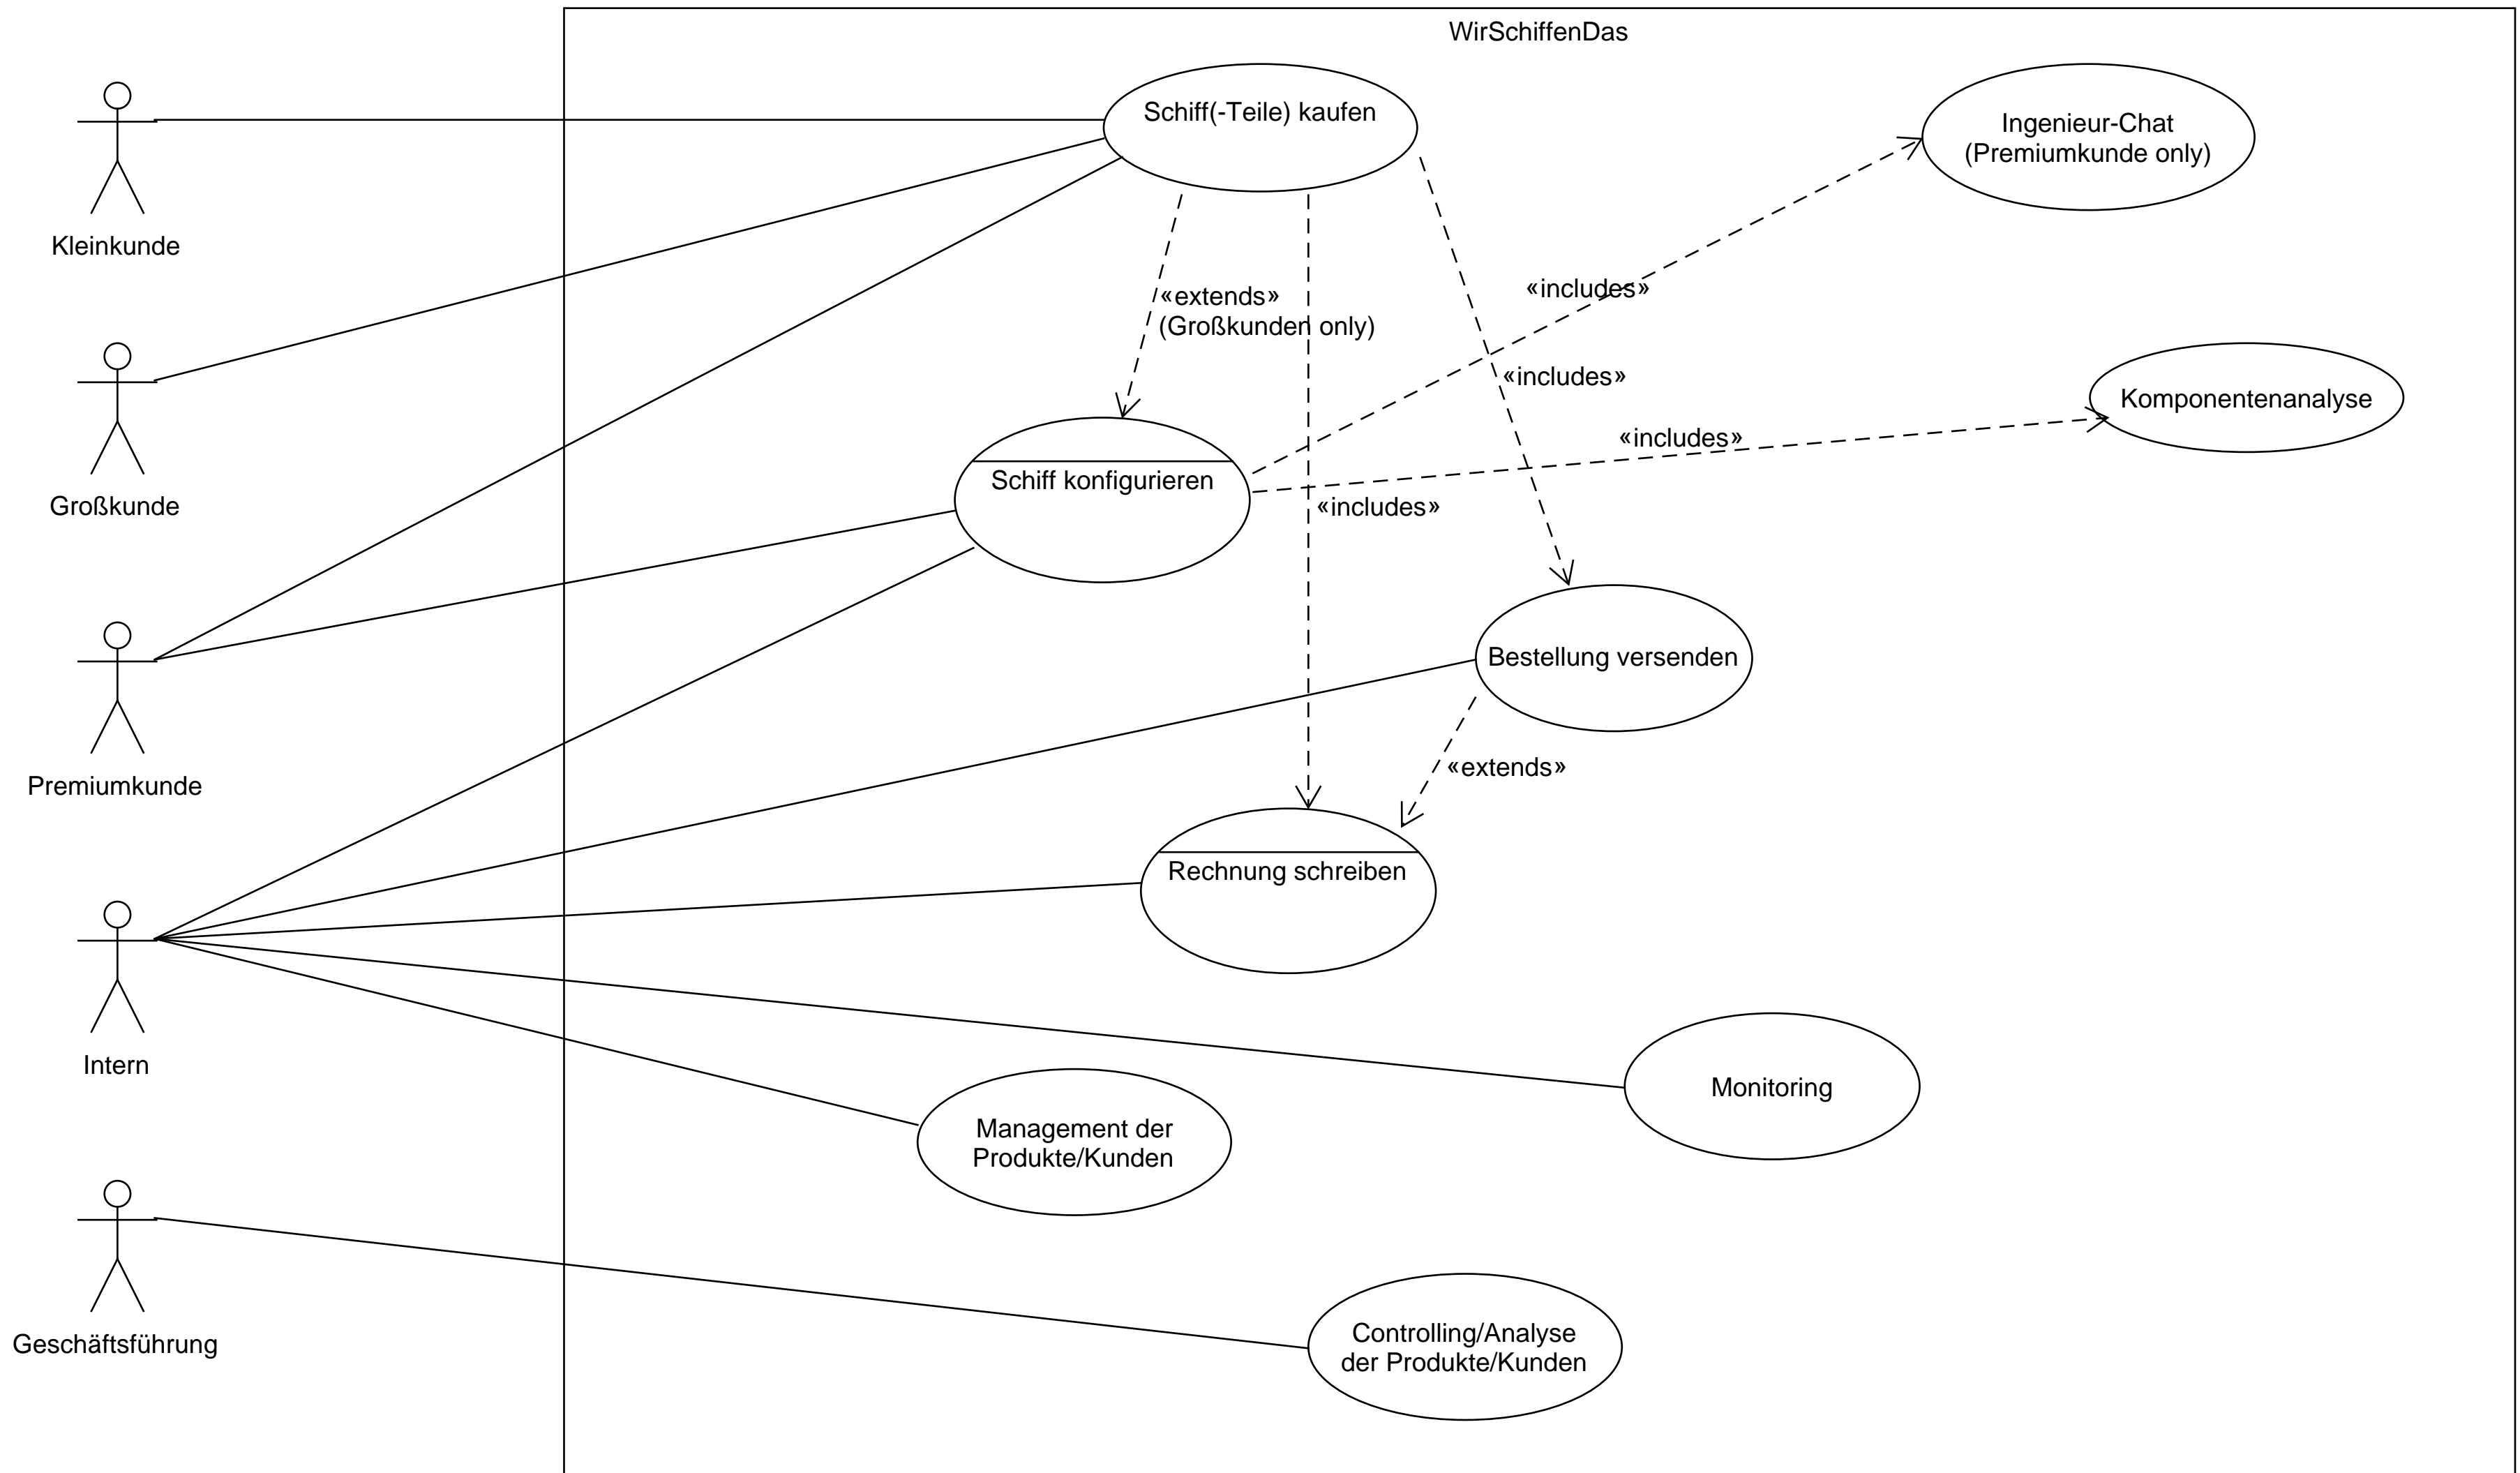 WirSchiffenDas
Schiff(-Teile) kaufen
Ingenieur-Chat
(Premiumkunde only)
Kleinkunde
«extends»
(Großkunden only)
«includes»
«includes»
Komponentenanalyse
«includes»
Schiff konfigurieren
«includes»
Großkunde
Bestellung versenden
«extends»
Premiumkunde
Rechnung schreiben
Intern
Monitoring
Management der
Produkte/Kunden
Geschäftsführung
Controlling/Analyse
der Produkte/Kunden